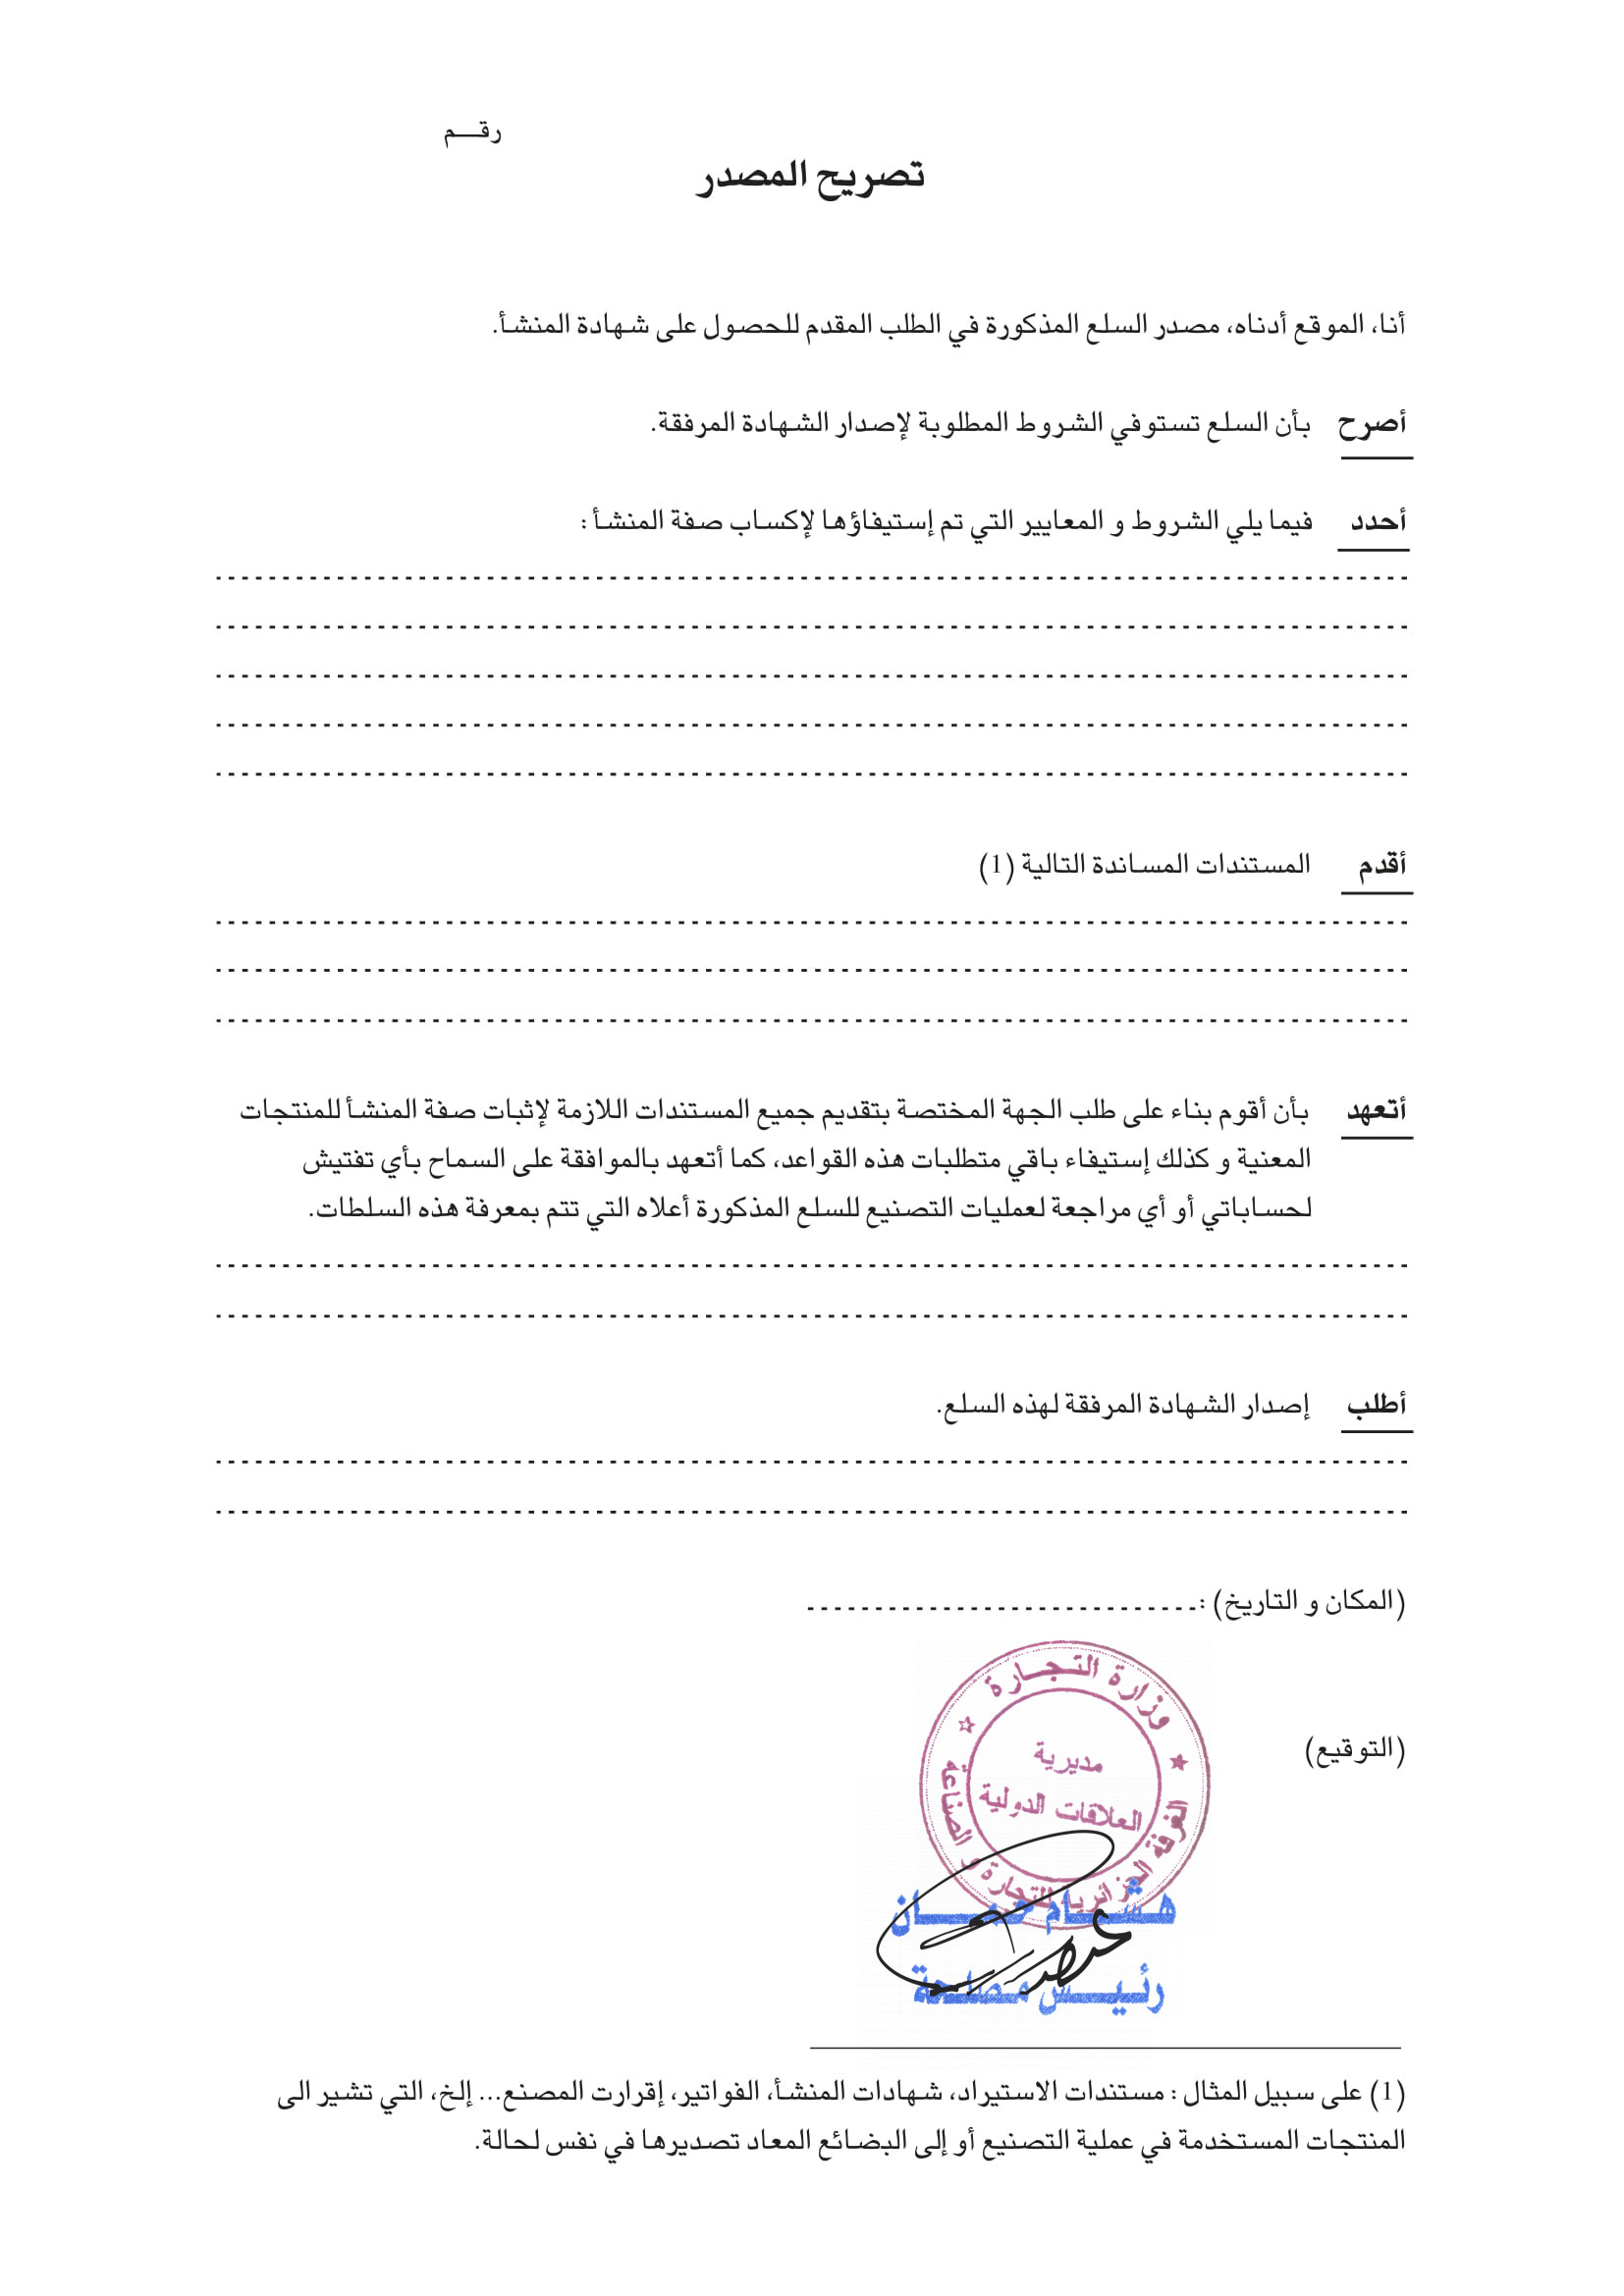 رقـــم
تصريح المصدر
أنا، الموقع أدناه، مصدر السلع المذكورة في الطلب المقدم للحصول على شهادة المنشأ.
أصرح بأن السلع تستوفي الشروط المطلوبة لإصدار الشهادة المرفقة.
أحدد فيما يلي الشروط و المعايير التي تم إستيفاؤها لإكساب صفة المنشأ :
أقدم المستندات المساندة التالية (1)
أتعهد بأن أقوم بناء على طلب الجهة المختصة بتقديم جميع المستندات اللازمة لإثبات صفة المنشأ للمنتجات
المعنية و كذلك إستيفاء باقي متطلبات هذه القواعد، كما أتعهد بالموافقة على السماح بأي تفتيش
لحساباتي أو أي مراجعة لعمليات التصنيع للسلع المذكورة أعلاه التي تتم بمعرفة هذه السلطات.
أطلب إصدار الشهادة المرفقة لهذه السلع.
(المكان و التاريخ) :
وزارة التجارة
(التوقيع)
مديرية
العلاقات الدولية
الغرفة الجزائرية للتجارة و الصناعة
هشام
رئيس مصلحة
(1) على سبيل المثال : مستندات الاستيراد، شهادات المنشأ، الفواتير، إقرارت المصنع... إلخ، التي تشير الى
المنتجات المستخدمة في عملية التصنيع أو إلى البضائع المعاد تصديرها في نفس لحالة.